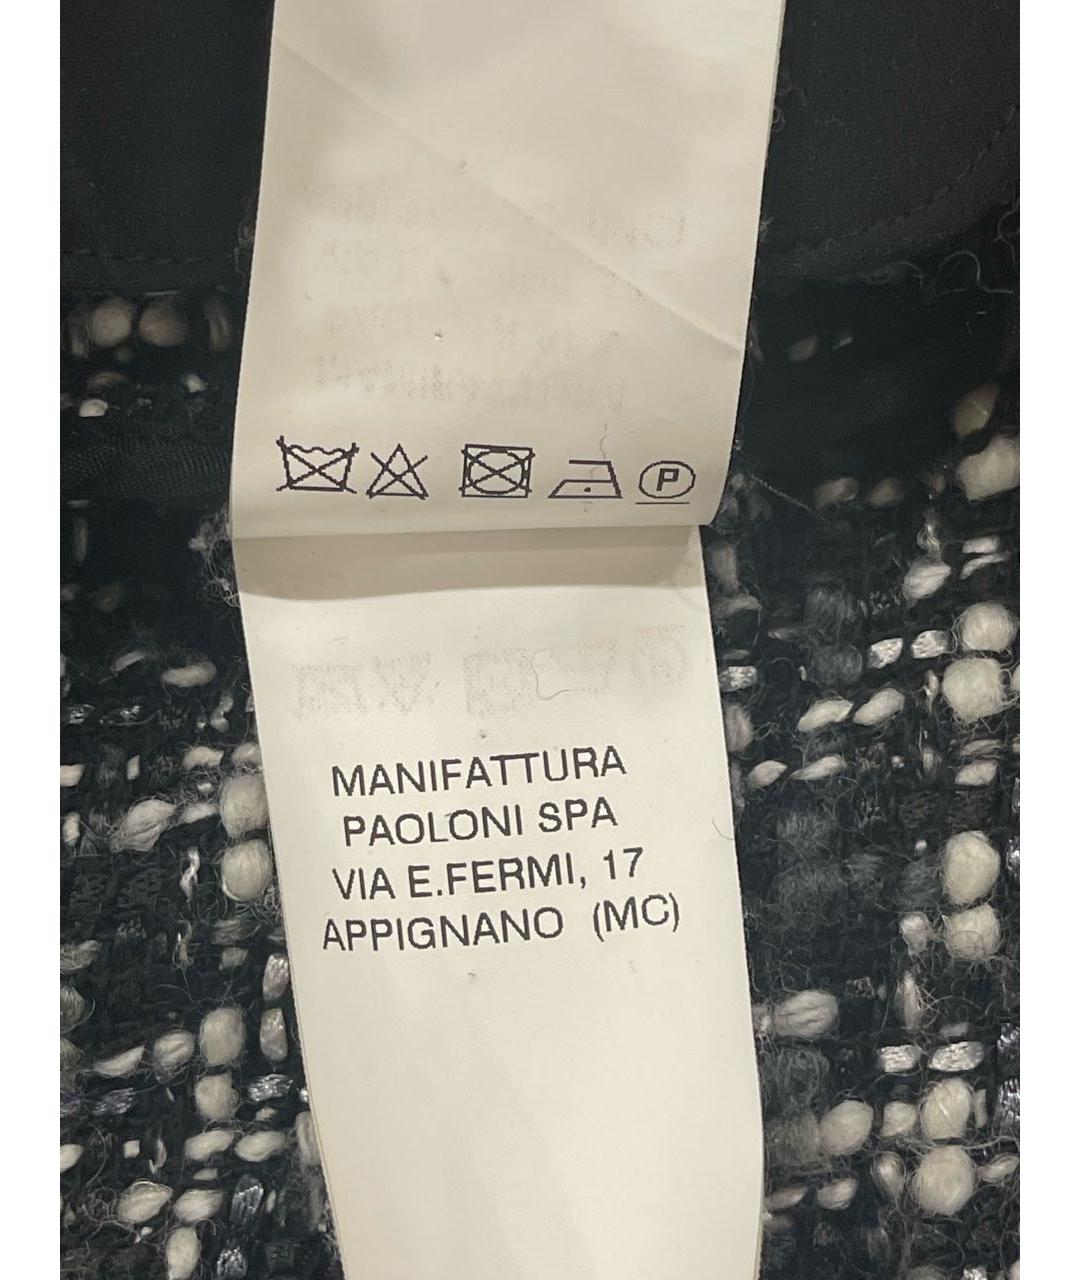 P
MANIFATTURA
PAOLONI SPA
VIA E.FERMI, 17
APPIGNANO (MC)